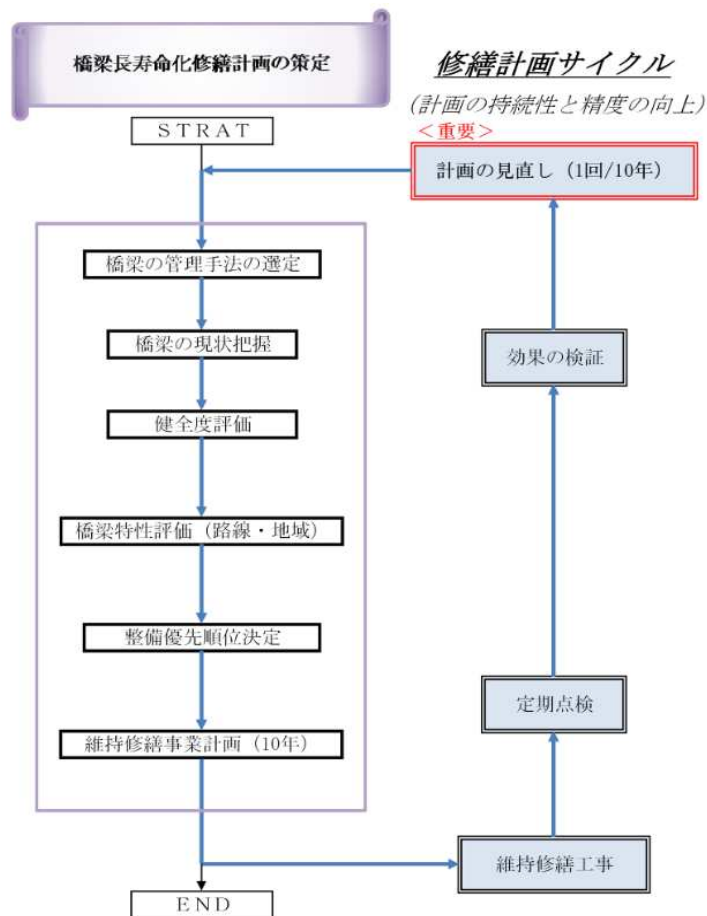 橋梁長寿命化修繕計画の策定
修繕計画サイクル
(計画の持続性と精度の向上)
STRAT
<重要>
計画の見直し（1回/10年）
橋梁の管理手法の選定
橋梁の現状把握
効果の検証
健全度評価
橋梁特性評価（路線・地域）
整備優先順位決定
定期点検
維持修繕事業計画（10年）
維持修繕工事
END